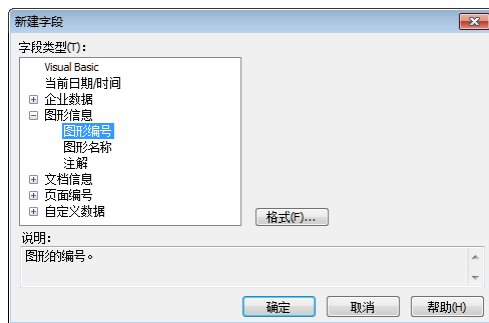 新建字段
字段类型(T):
Visual Basic
当前日期/时间
企业数据
图形信息
图形编号
图形名称
注解
文档信息
页面编号
自定义数据
格式(F)...
说明:
图形的编号。
确定
取消
帮助(H)